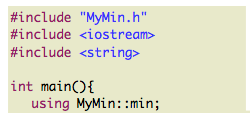 #include "MyMin.h"
#include <iostream>
#include <string>
int main(){
using MyMin::min;